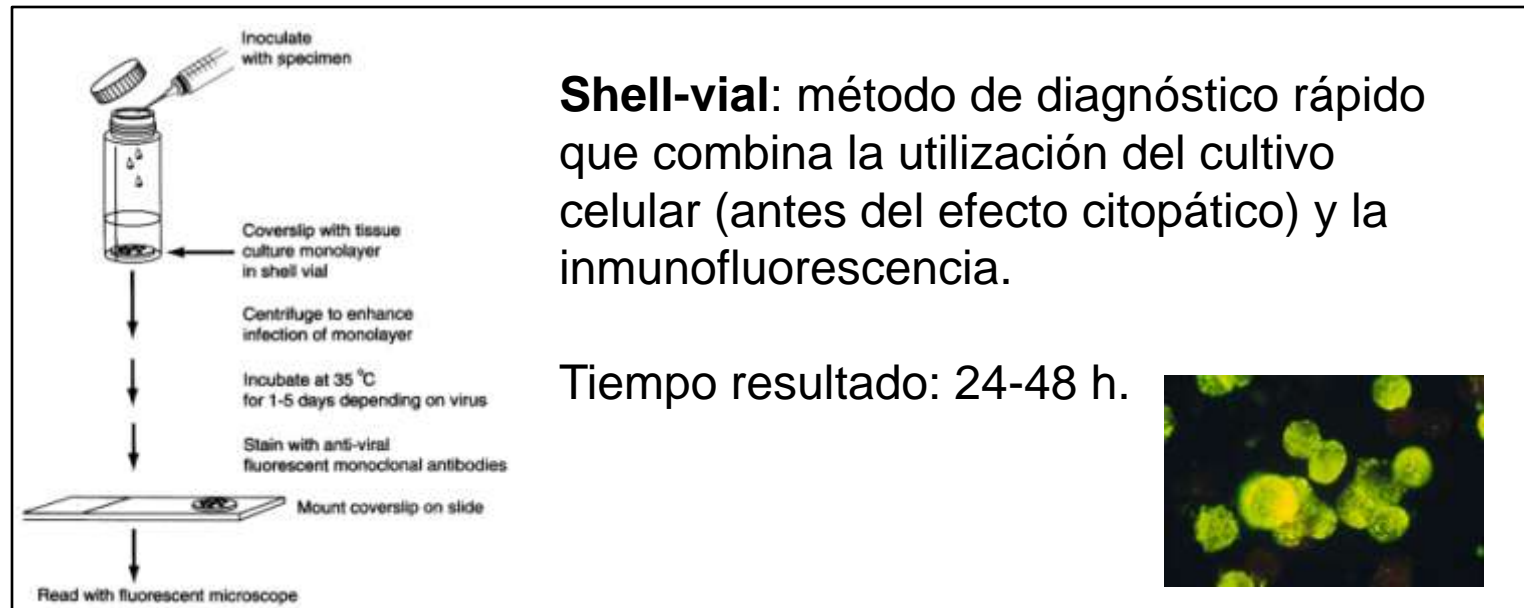 Inoculate
with specimen
Coverslip with tissue
culture monolayer
in shell vial
Centrifuge to enhance
infection of monolayer
Incubate at 35 °C
for 1-5 days depending on virus
Stain with anti-viral
fluorescent monoclonal antibodies
Mount coverslip on slide
Read with fluorescent microscope
Shell-vial: método de diagnóstico rápido
que combina la utilización del cultivo
celular (antes del efecto citopático) y la
inmunofluorescencia.
Tiempo resultado: 24-48 h.